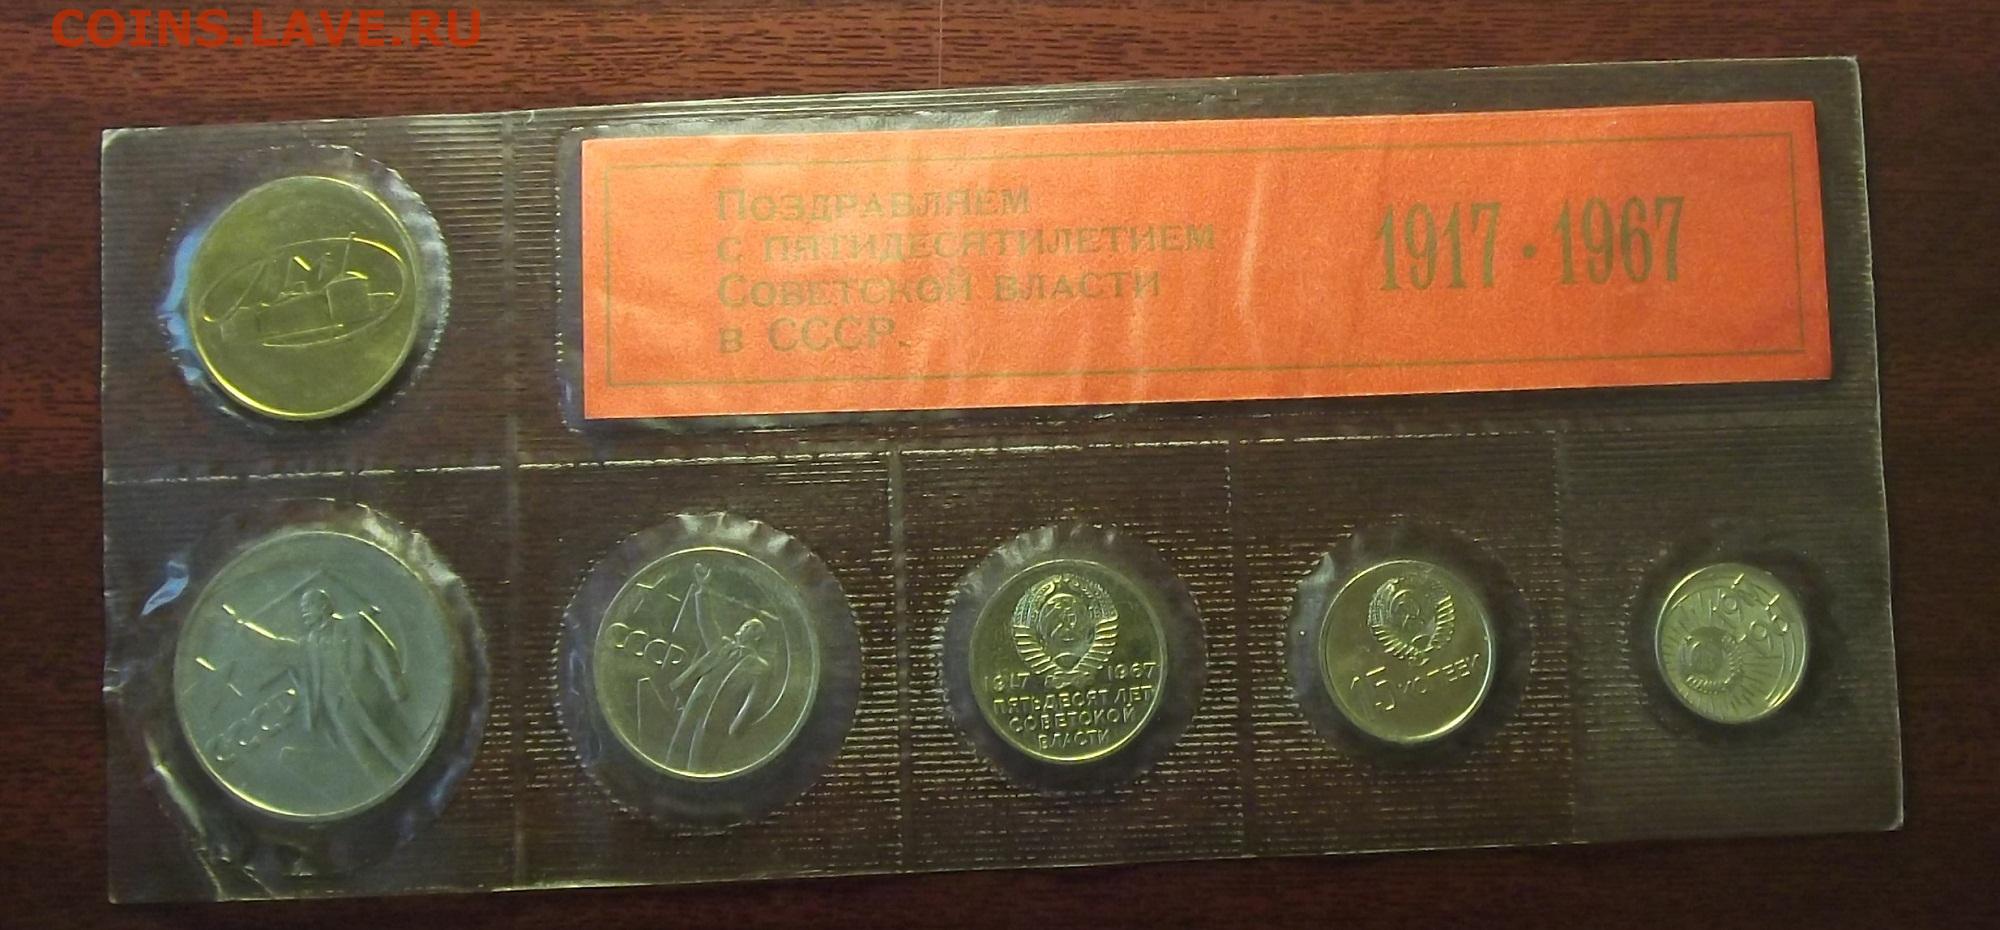 COINS.LAVE.RU
Поздравляем
с пятидесятилетием
Советской власти
в СССР.
1917 · 1967
СССР
СССР
1917 1967
ПЯТЬДЕСЯТ ЛЕТ
СОВЕТСКОЙ
ВЛАСТИ
15 КОПЕЕК